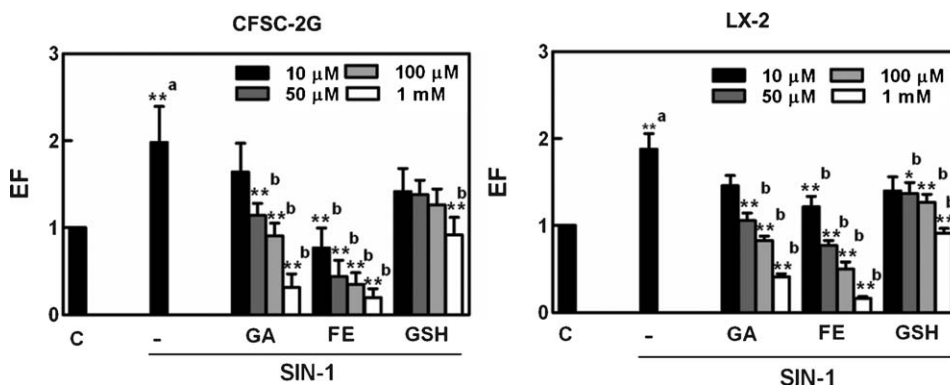 CFSC-2G
EF
3
2
1
0
10 μM
100 μM
50 μM
1 mM
** a
** b
** b
** b
** b
** b
** b
** b
** b
C
-
GA
FE
GSH
SIN-1
LX-2
EF
3
2
1
0
10 μM
100 μM
50 μM
1 mM
** a
** b
** b
** b
** b
** b
** b
** b
* b
** b
** b
C
-
GA
FE
GSH
SIN-1